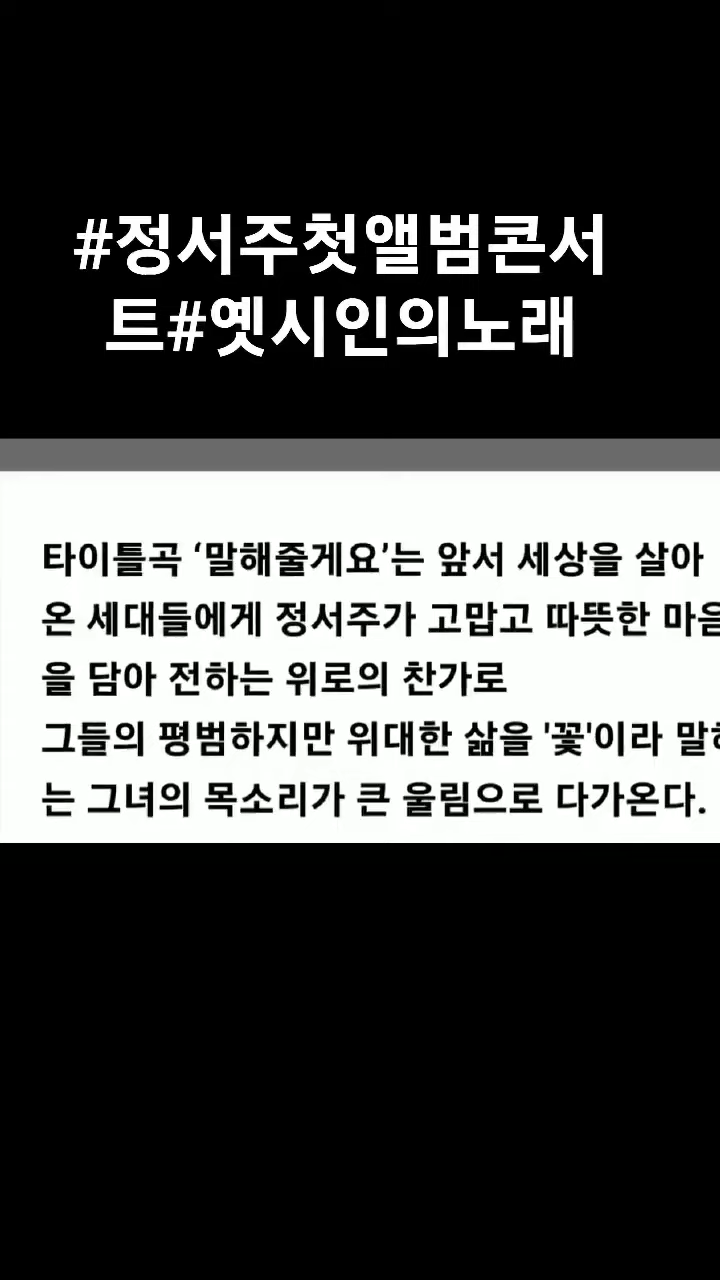 #정서주첫앨범콘서
트#옛시인의노래
타이틀곡 ‘말해줄게요’는 앞서 세상을 살아
온 세대들에게 정서주가 고맙고 따뜻한 마음
을 담아 전하는 위로의 찬가로
그들의 평범하지만 위대한 삶을 '꽃'이라 말하
는 그녀의 목소리가 큰 울림으로 다가온다.